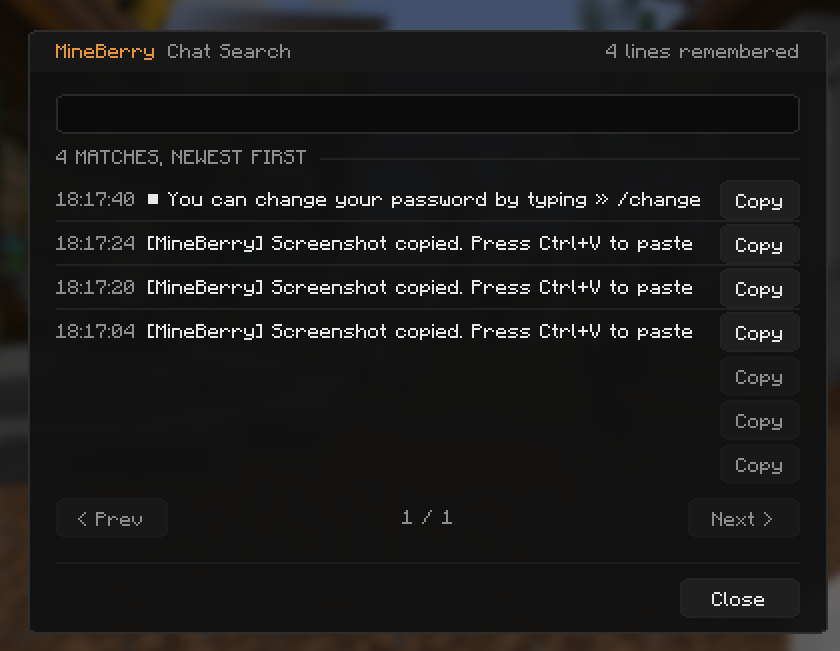 MineBerry Chat Search 4 lines remembered
4 MATCHES, NEWEST FIRST
18:17:40 ■ You can change your password by typing » /change Copy
18:17:24 [MineBerry] Screenshot copied. Press Ctrl+V to paste Copy
18:17:20 [MineBerry] Screenshot copied. Press Ctrl+V to paste Copy
18:17:04 [MineBerry] Screenshot copied. Press Ctrl+V to paste Copy
Copy
Copy
Copy
< Prev 1 / 1 Next >
Close